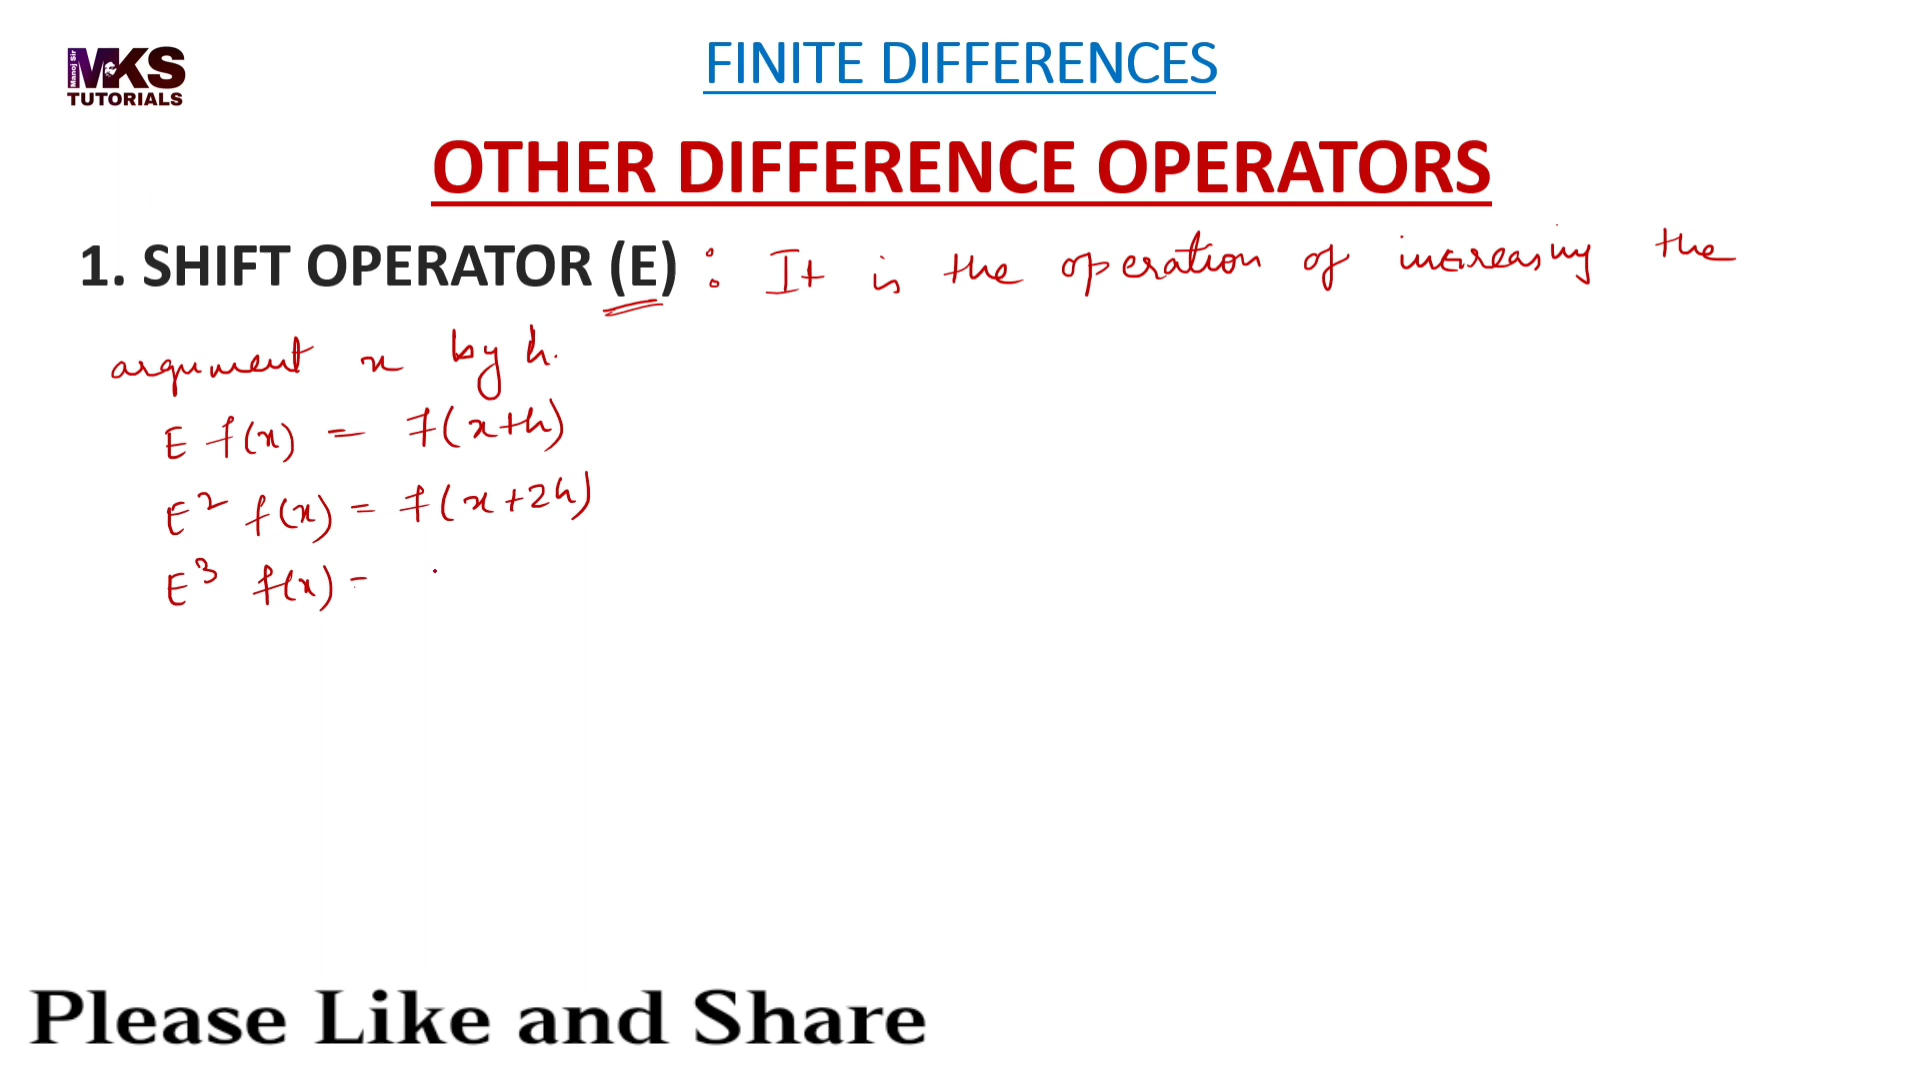 Manoj Sir
MKS
TUTORIALS
FINITE DIFFERENCES
OTHER DIFFERENCE OPERATORS
1. SHIFT OPERATOR (E) : It is the operation of increasing the
argument x by h.
E f(x) = f(x+h)
E² f(x) = f(x+2h)
E³ f(x) =
Please Like and Share